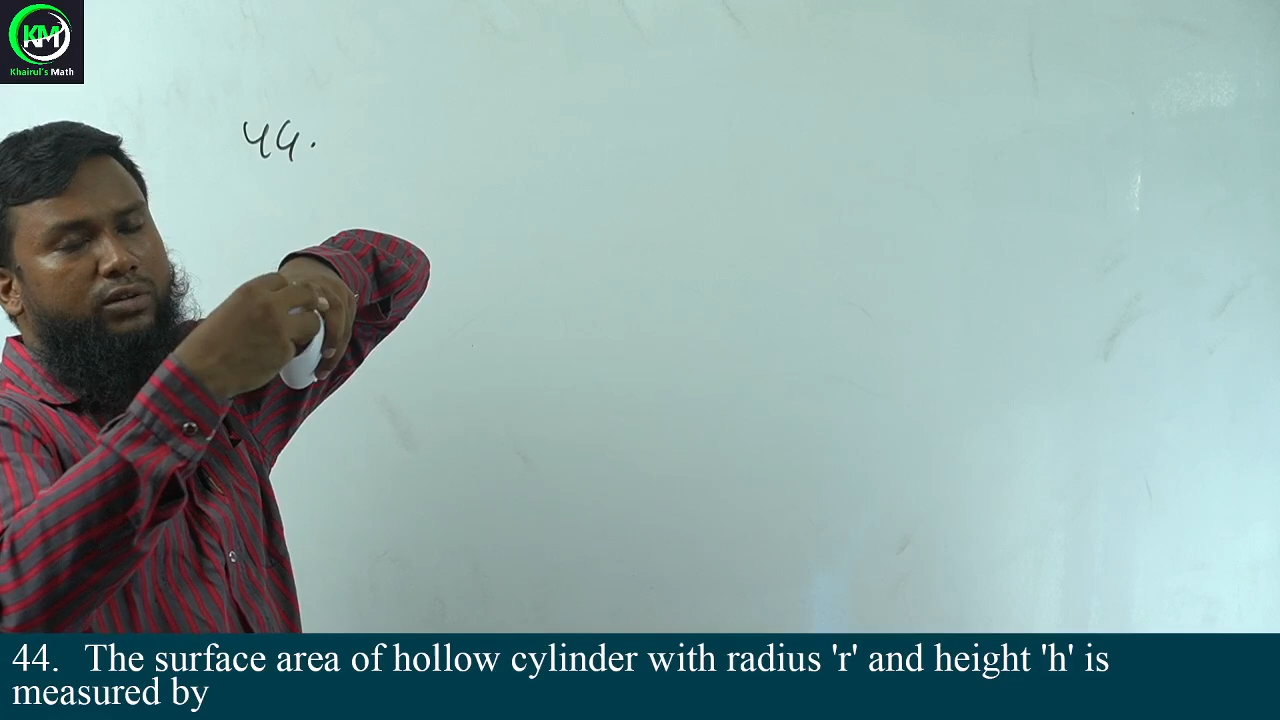 KM
Khairul's Math
44.
44. The surface area of hollow cylinder with radius 'r' and height 'h' is
measured by